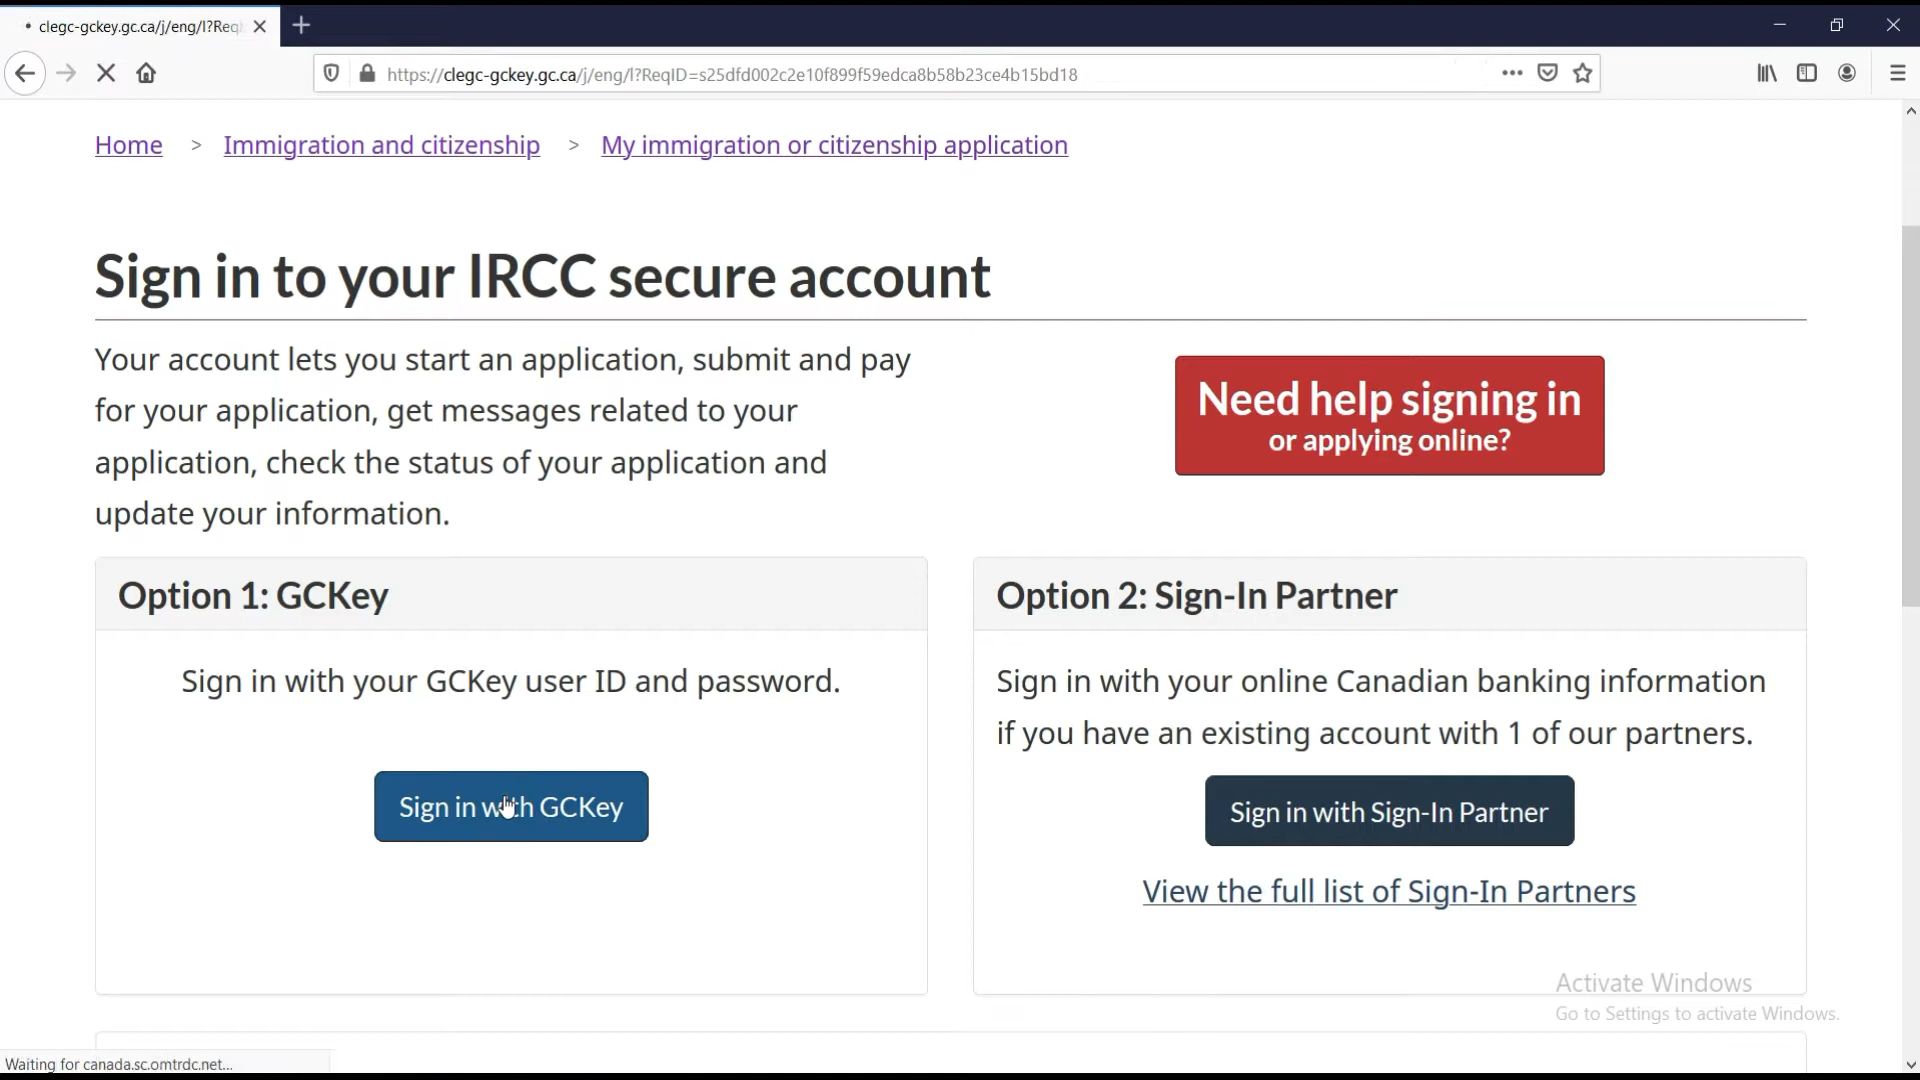 clegc-gckey.gc.ca/j/eng/l?Req
https://clegc-gckey.gc.ca/j/eng/l?ReqID=s25dfd002c2e10f899f59edca8b58b23ce4b15bd18
Home > Immigration and citizenship > My immigration or citizenship application
Sign in to your IRCC secure account
Your account lets you start an application, submit and pay
for your application, get messages related to your
application, check the status of your application and
update your information.
Need help signing in
or applying online?
Option 1: GCKey
Sign in with your GCKey user ID and password.
Sign in with GCKey
Option 2: Sign-In Partner
Sign in with your online Canadian banking information
if you have an existing account with 1 of our partners.
Sign in with Sign-In Partner
View the full list of Sign-In Partners
Activate Windows
Go to Settings to activate Windows.
Waiting for canada.sc.omtrdc.net...